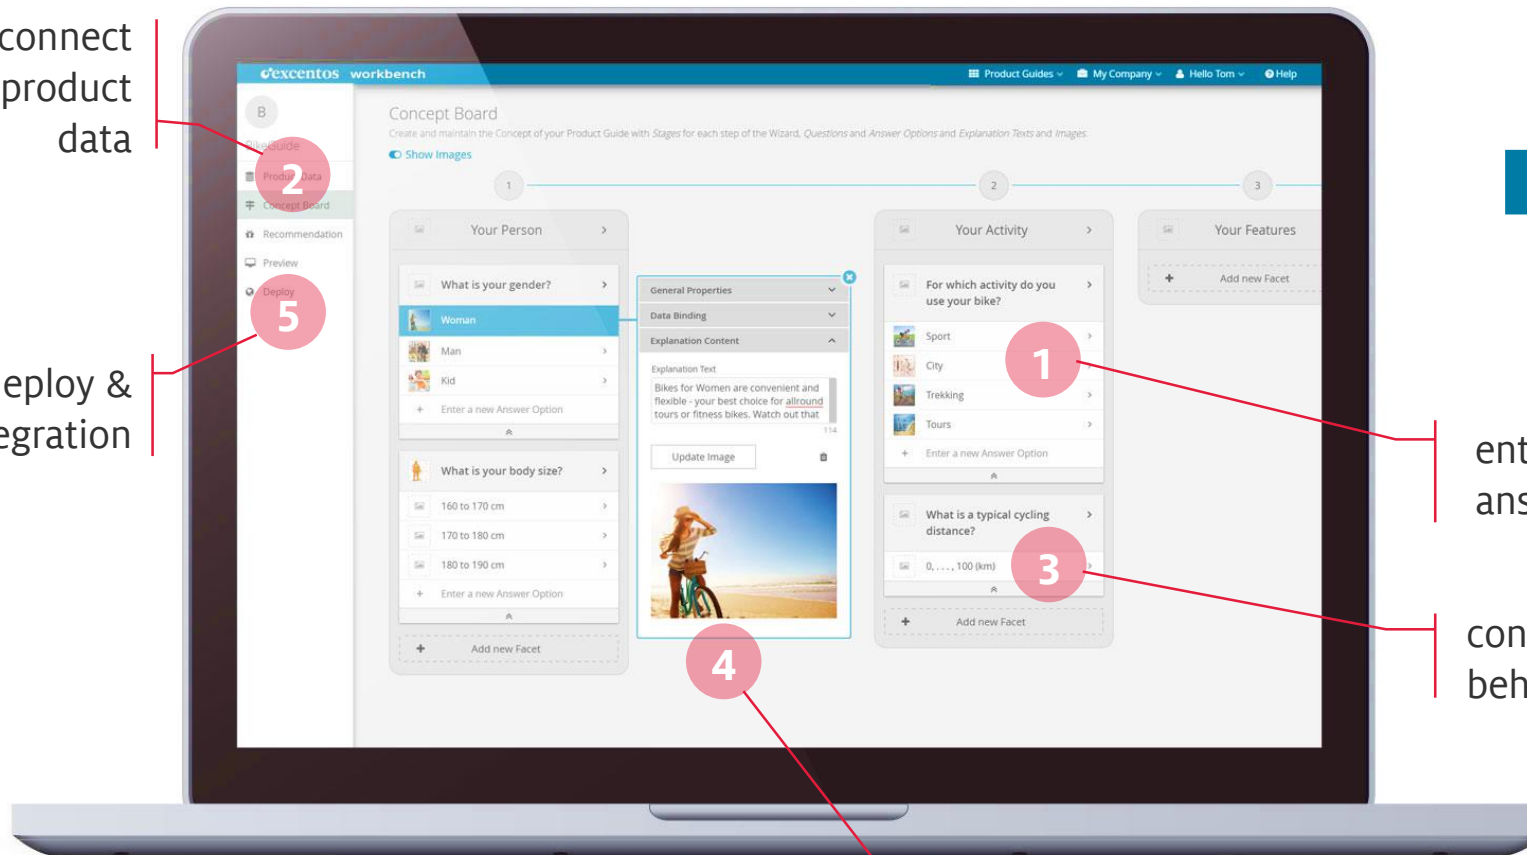 connect
product
data
excentos workbench
Product Guides
My Company
Hello Tom
Help
B
BikeGuide
Product Data
Concept Board
Recommendation
Preview
Deploy
2
5
eploy &
egration
Concept Board
Create and maintain the Concept of your Product Guide with Stages for each step of the Wizard, Questions and Answer Options and Explanation Texts and Images.
Show Images
1
2
3
Your Person
What is your gender?
Woman
Man
Kid
+ Enter a new Answer Option
What is your body size?
160 to 170 cm
170 to 180 cm
180 to 190 cm
+ Enter a new Answer Option
+ Add new Facet
General Properties
Data Binding
Explanation Content
Explanation Text
Bikes for Women are convenient and
flexible - your best choice for allround
tours or fitness bikes. Watch out that
114
Update Image
4
Your Activity
For which activity do you
use your bike?
Sport
City
Trekking
Tours
+ Enter a new Answer Option
1
What is a typical cycling
distance?
0, . . . , 100 (km)
3
+ Add new Facet
Your Features
+ Add new Facet
ent
ans
con
beh